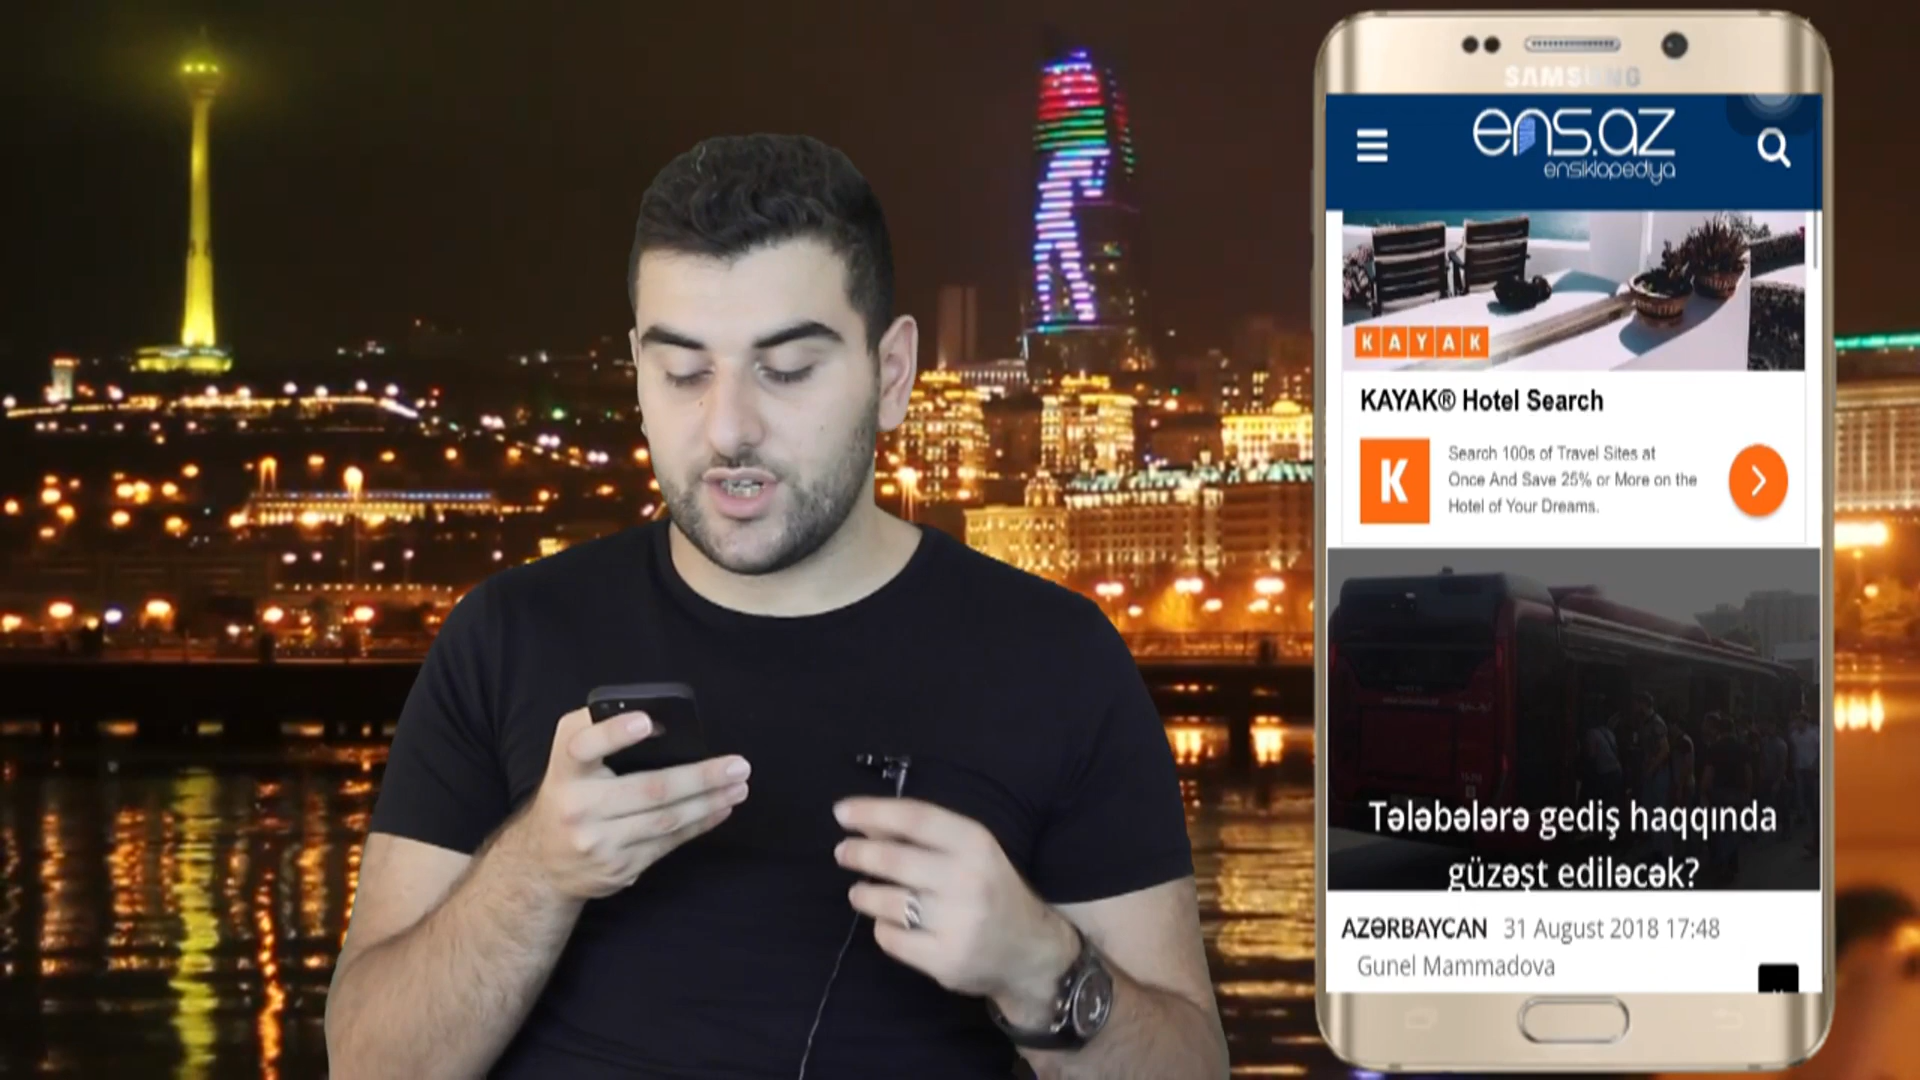 SAMSUNG
ens.az
ensiklopediya
KAYAK
KAYAK® Hotel Search
K
Search 100s of Travel Sites at
Once And Save 25% or More on the
Hotel of Your Dreams.
Tələbələrə gediş haqqında
güzəşt ediləcək?
AZƏRBAYCAN 31 August 2018 17:48
Gunel Mammadova